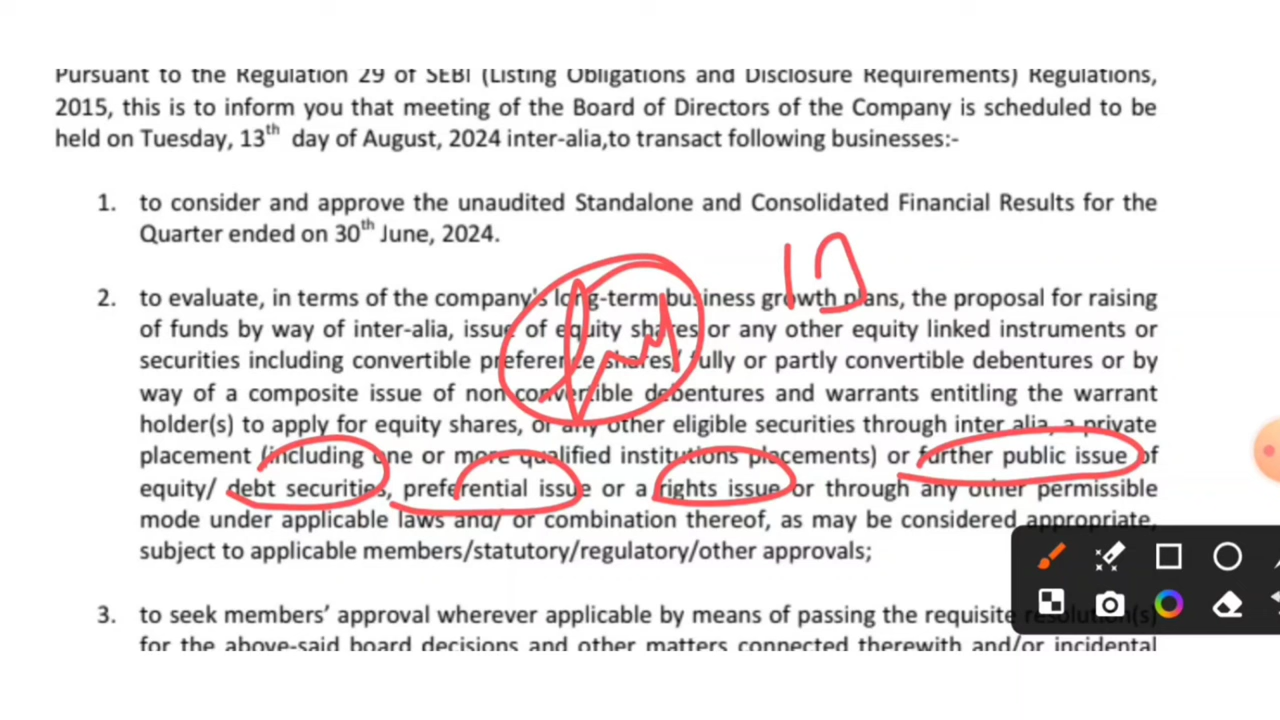 Pursuant to the Regulation 29 of SEBI (Listing Obligations and Disclosure Requirements) Regulations,
2015, this is to inform you that meeting of the Board of Directors of the Company is scheduled to be
held on Tuesday, 13th day of August, 2024 inter-alia,to transact following businesses:-
1. to consider and approve the unaudited Standalone and Consolidated Financial Results for the
Quarter ended on 30th June, 2024.
2. to evaluate, in terms of the company's long-term business growth plans, the proposal for raising
of funds by way of inter-alia, issue of equity shares or any other equity linked instruments or
securities including convertible preference shares/ fully or partly convertible debentures or by
way of a composite issue of non convertible debentures and warrants entitling the warrant
holder(s) to apply for equity shares, or any other eligible securities through inter alia, a private
placement (including one or more qualified institutions placements) or further public issue of
equity/ debt securities, preferential issue or a rights issue or through any other permissible
mode under applicable laws and/ or combination thereof, as may be considered appropriate,
subject to applicable members/statutory/regulatory/other approvals;
3. to seek members' approval wherever applicable by means of passing the requisite resolution(s)
for the above-said board decisions and other matters connected therewith and/or incidental